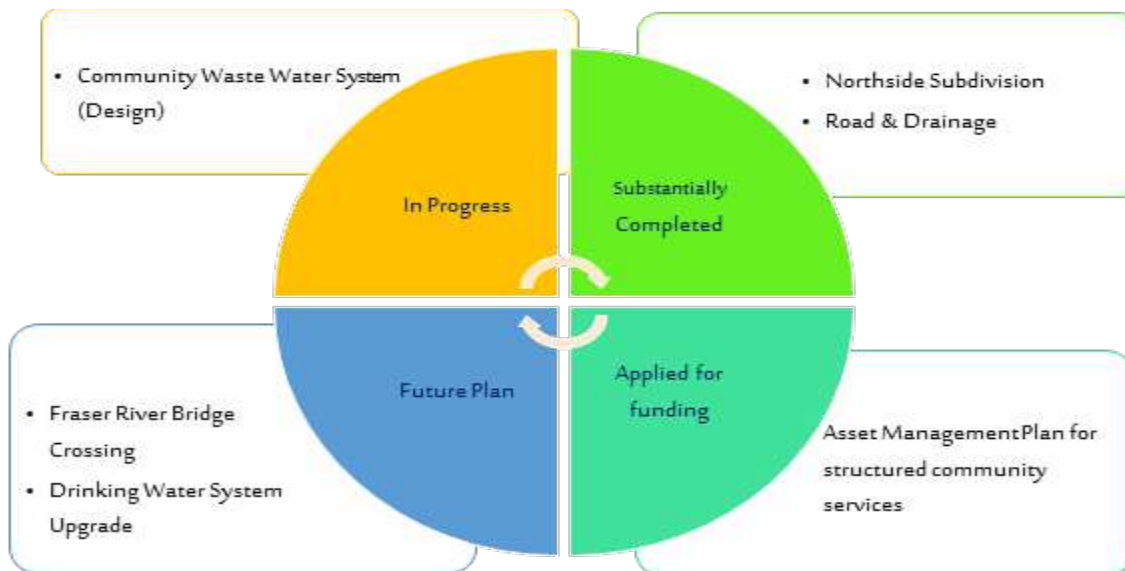 • Community Waste Water System
(Design)
• Northside Subdivision
• Road & Drainage
In Progress
Substantially
Completed
Future Plan
Applied for
funding
• Fraser River Bridge
Crossing
• Drinking Water System
Upgrade
Asset Management Plan for
structured community
services